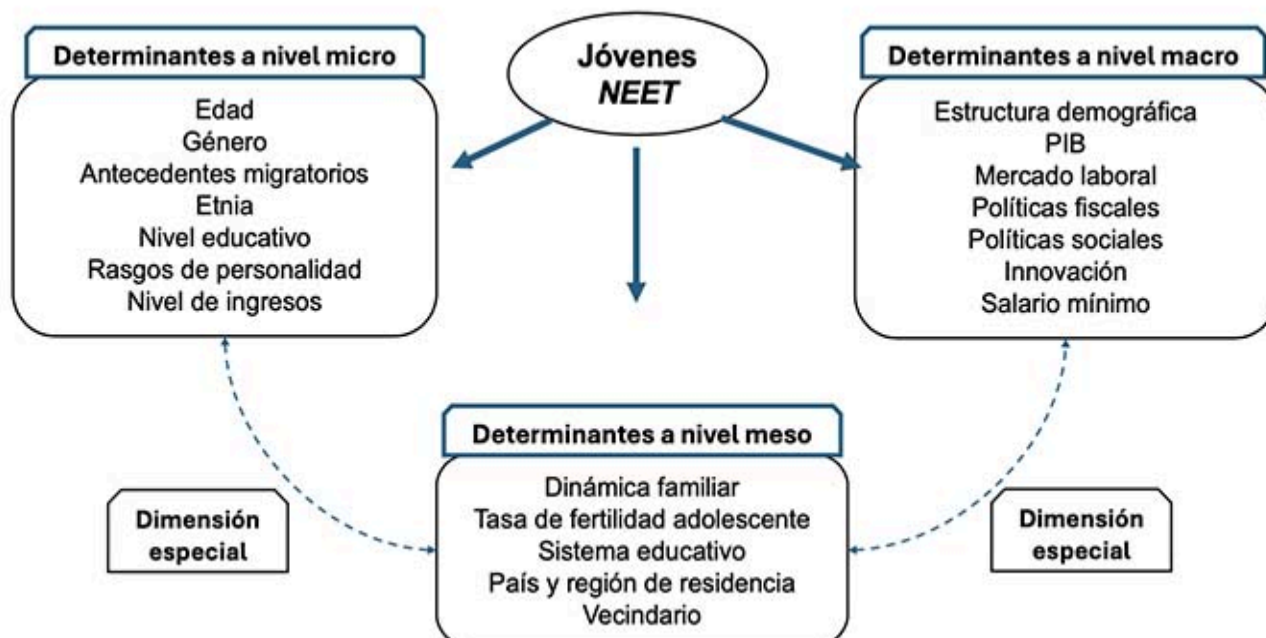 Jóvenes
NEET
Determinantes a nivel micro
Edad
Género
Antecedentes migratorios
Etnia
Nivel educativo
Rasgos de personalidad
Nivel de ingresos
Determinantes a nivel macro
Estructura demográfica
PIB
Mercado laboral
Políticas fiscales
Políticas sociales
Innovación
Salario mínimo
Determinantes a nivel meso
Dinámica familiar
Tasa de fertilidad adolescente
Sistema educativo
País y región de residencia
Vecindario
Dimensión
especial
Dimensión
especial